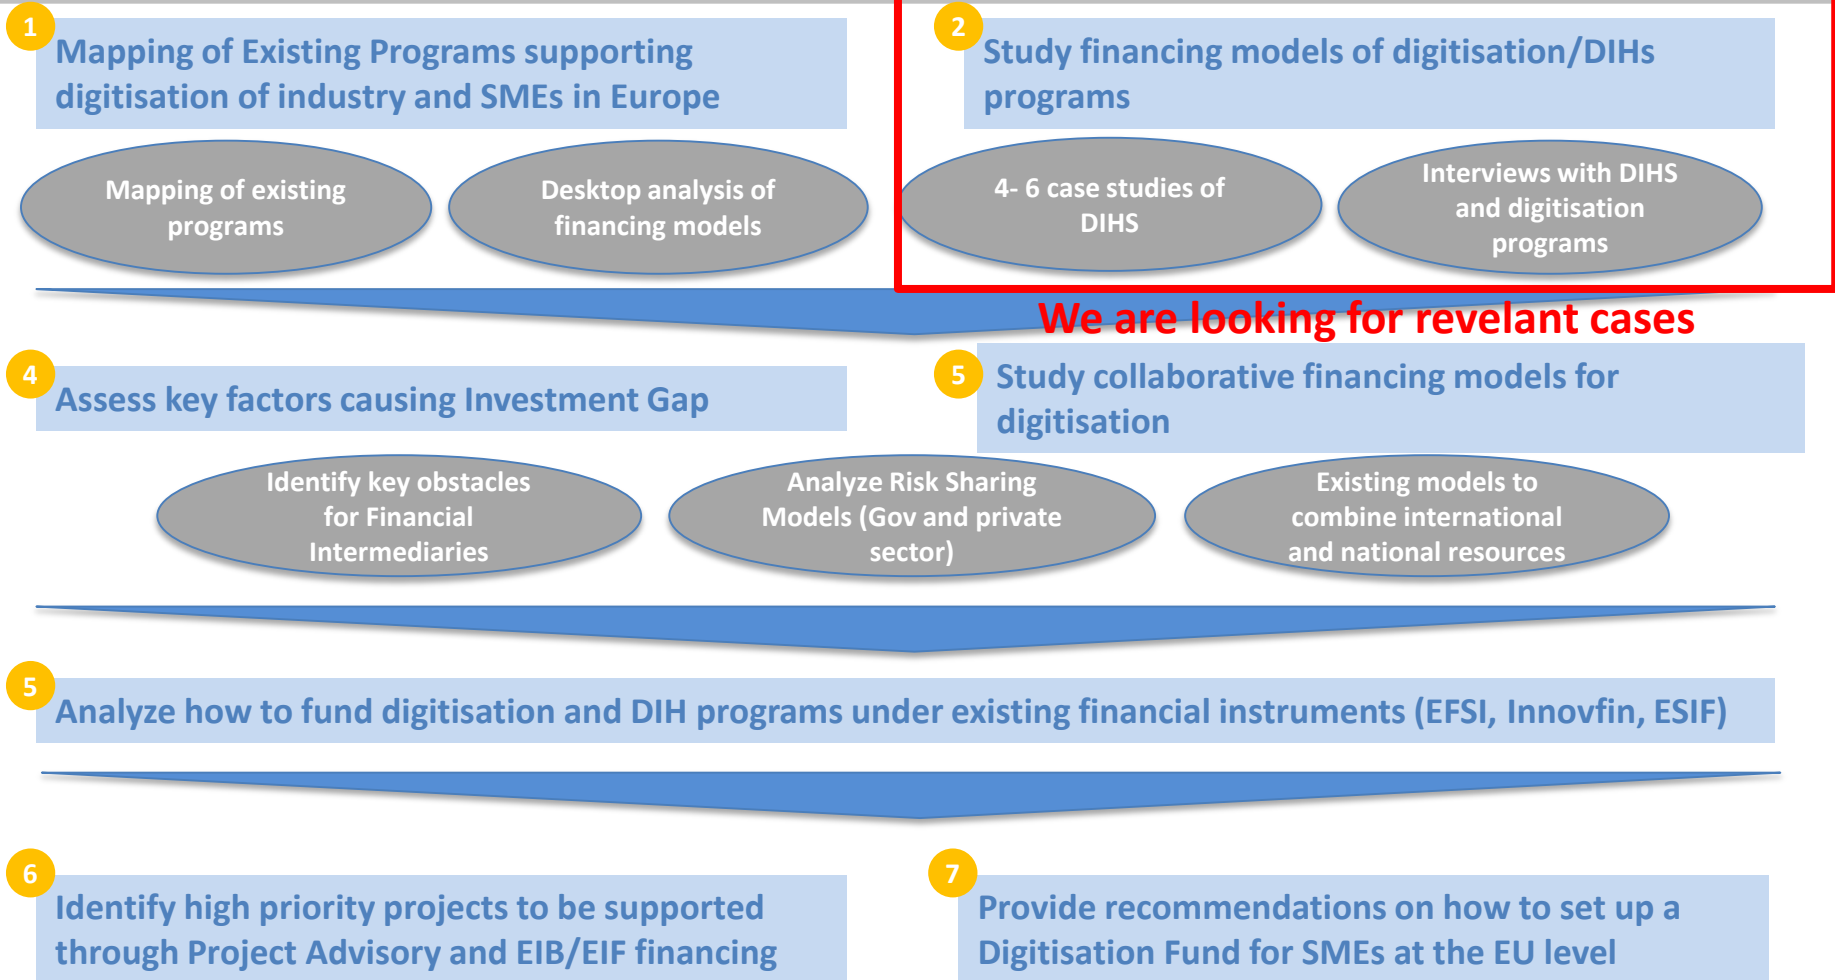 1
Mapping of Existing Programs supporting
digitisation of industry and SMEs in Europe
2
Study financing models of digitisation/DIHs
programs
Mapping of existing
programs
Desktop analysis of
financing models
4- 6 case studies of
DIHS
Interviews with DIHS
and digitisation
programs
We are looking for revelant cases
4
Assess key factors causing Investment Gap
5
Study collaborative financing models for
digitisation
Identify key obstacles
for Financial
Intermediaries
Analyze Risk Sharing
Models (Gov and private
sector)
Existing models to
combine international
and national resources
5
Analyze how to fund digitisation and DIH programs under existing financial instruments (EFSI, Innovfin, ESIF)
6
Identify high priority projects to be supported
through Project Advisory and EIB/EIF financing
7
Provide recommendations on how to set up a
Digitisation Fund for SMEs at the EU level